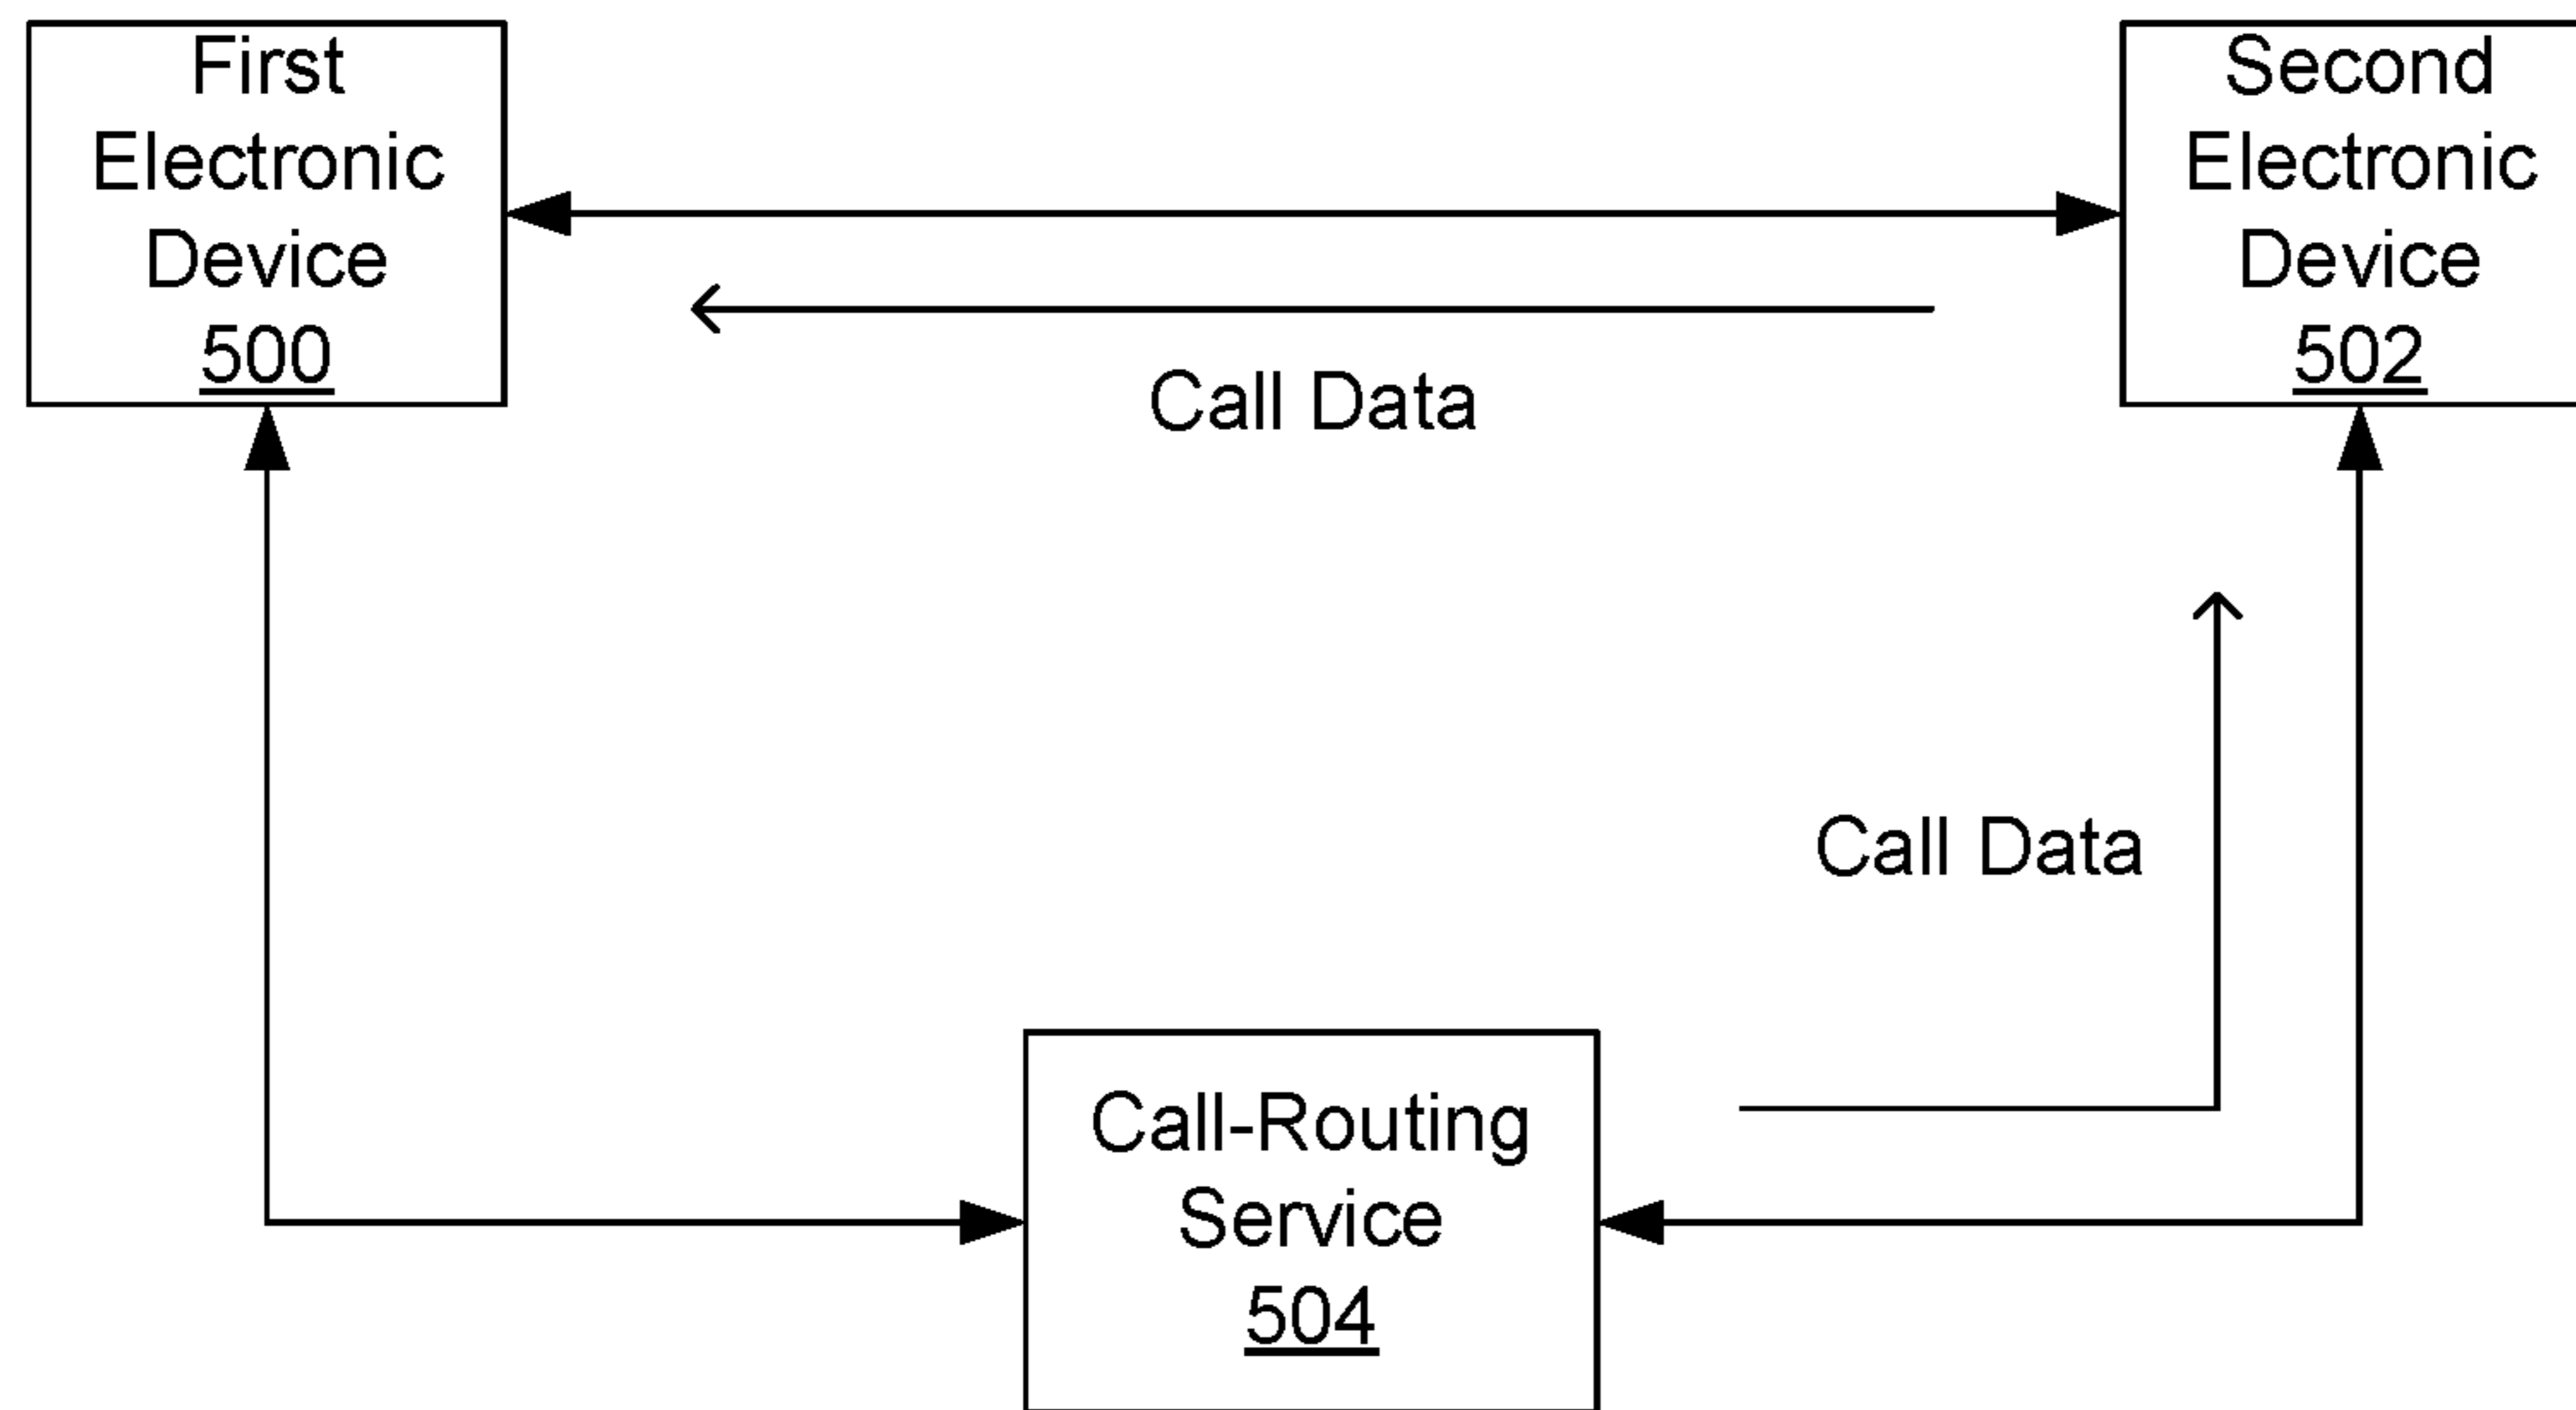 First
Electronic
Device
500
Second
Electronic
Device
502
Call Data
Call Data
Call-Routing
Service
504